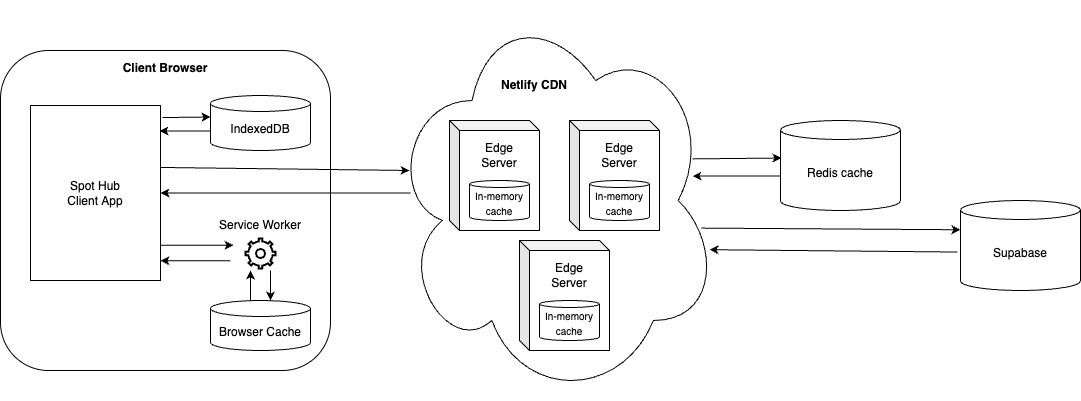 Client Browser
IndexedDB
Spot Hub
Client App
Service Worker
Browser Cache
Netlify CDN
Edge
Server
In-memory
cache
Edge
Server
In-memory
cache
Edge
Server
In-memory
cache
Redis cache
Supabase